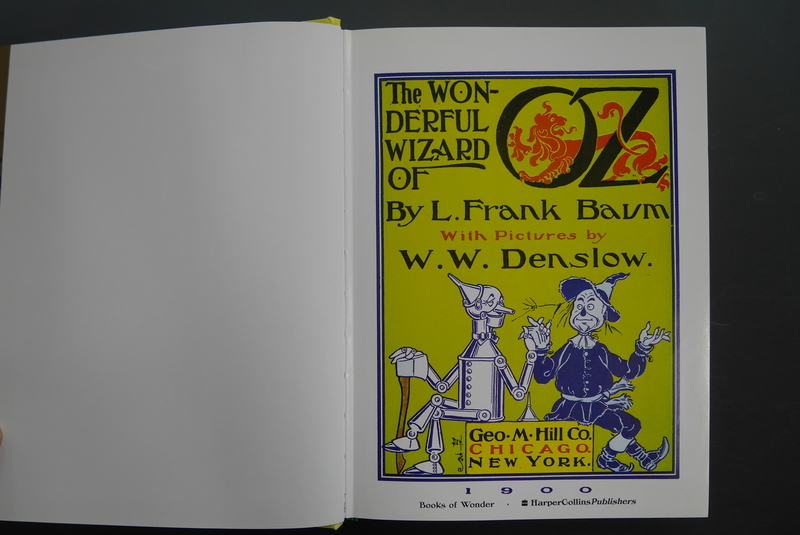 The WON-
DERFUL
WIZARD
OF
OZ
By L. Frank Baum
With Pictures by
W. W. Denslow.
Geo. M. Hill Co.
CHICAGO.
NEW YORK.
1900
Books of Wonder · HarperCollinsPublishers